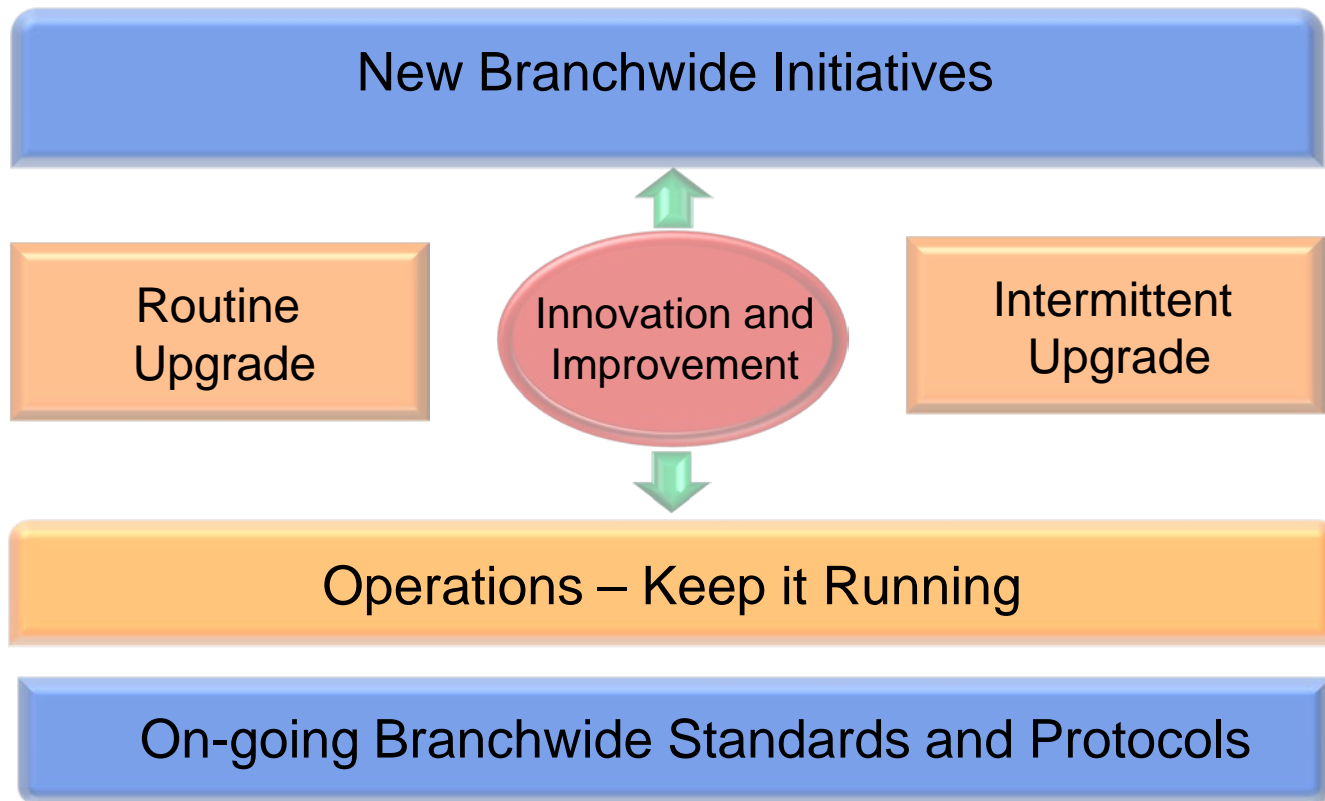 New Branchwide Initiatives
Routine
Upgrade
Innovation and
Improvement
Intermittent
Upgrade
Operations – Keep it Running
On-going Branchwide Standards and Protocols